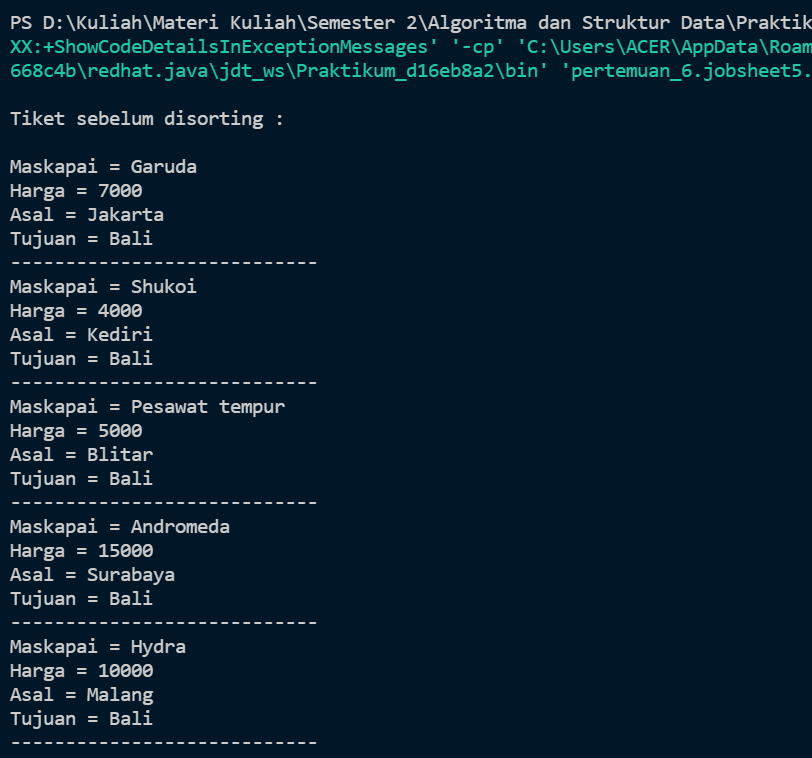 PS D:\Kuliah\Materi Kuliah\Semester 2\Algoritma dan Struktur Data\Praktik
XX:+ShowCodeDetailsInExceptionMessages' '-cp' 'C:\Users\ACER\AppData\Roam
668c4b\redhat.java\jdt_ws\Praktikum_d16eb8a2\bin' 'pertemuan_6.jobsheet5.
Tiket sebelum disorting :
Maskapai = Garuda
Harga = 7000
Asal = Jakarta
Tujuan = Bali
----------------------------
Maskapai = Shukoi
Harga = 4000
Asal = Kediri
Tujuan = Bali
----------------------------
Maskapai = Pesawat tempur
Harga = 5000
Asal = Blitar
Tujuan = Bali
----------------------------
Maskapai = Andromeda
Harga = 15000
Asal = Surabaya
Tujuan = Bali
----------------------------
Maskapai = Hydra
Harga = 10000
Asal = Malang
Tujuan = Bali
----------------------------